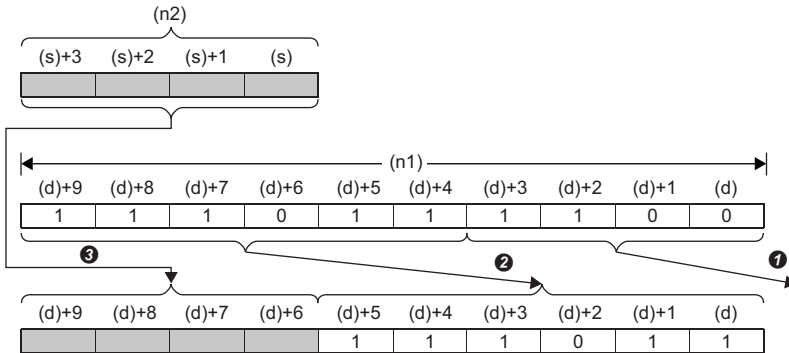 (n2)
(s)+3 (s)+2 (s)+1 (s)
(n1)
(d)+9 (d)+8 (d)+7 (d)+6 (d)+5 (d)+4 (d)+3 (d)+2 (d)+1 (d)
1 1 1 0 1 1 1 1 0 0
❸ ❷ ❶
(d)+9 (d)+8 (d)+7 (d)+6 (d)+5 (d)+4 (d)+3 (d)+2 (d)+1 (d)
1 1 1 0 1 1